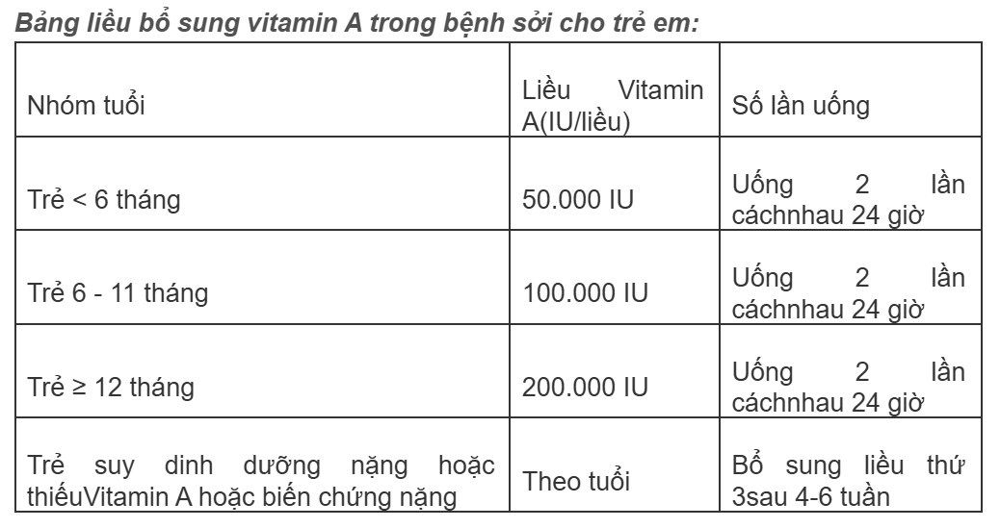 Bảng liều bổ sung vitamin A trong bệnh sởi cho trẻ em:
Nhóm tuổi
Liều Vitamin
A(IU/liều)
Số lần uống
Trẻ < 6 tháng
50.000 IU
Uống 2 lần
cáchnhau 24 giờ
Trẻ 6 - 11 tháng
100.000 IU
Uống 2 lần
cáchnhau 24 giờ
Trẻ ≥ 12 tháng
200.000 IU
Uống 2 lần
cáchnhau 24 giờ
Trẻ suy dinh dưỡng nặng hoặc
thiếuVitamin A hoặc biến chứng nặng
Theo tuổi
Bổ sung liều thứ
3sau 4-6 tuần